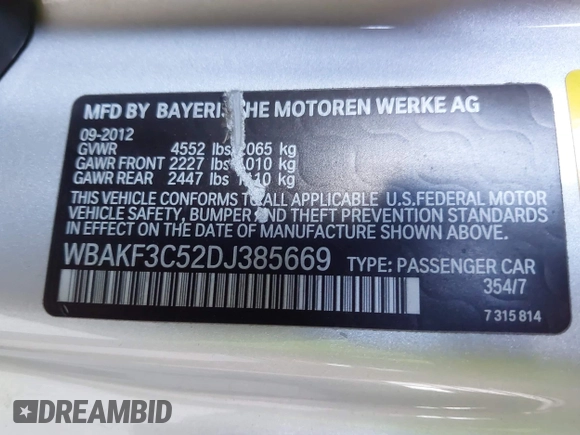 MFD BY BAYERISCHE MOTOREN WERKE AG
09-2012
GVWR 4552 lbs 2065 kg
GAWR FRONT 2227 lbs 1010 kg
GAWR REAR 2447 lbs 1110 kg
THIS VEHICLE CONFORMS TO ALL APPLICABLE U.S.FEDERAL MOTOR
VEHICLE SAFETY, BUMPER AND THEFT PREVENTION STANDARDS
IN EFFECT ON THE DATE OF MANUFACTURE SHOWN ABOVE.
WBAKF3C52DJ385669 TYPE: PASSENGER CAR
354/7
7 315 814
DREAMBID